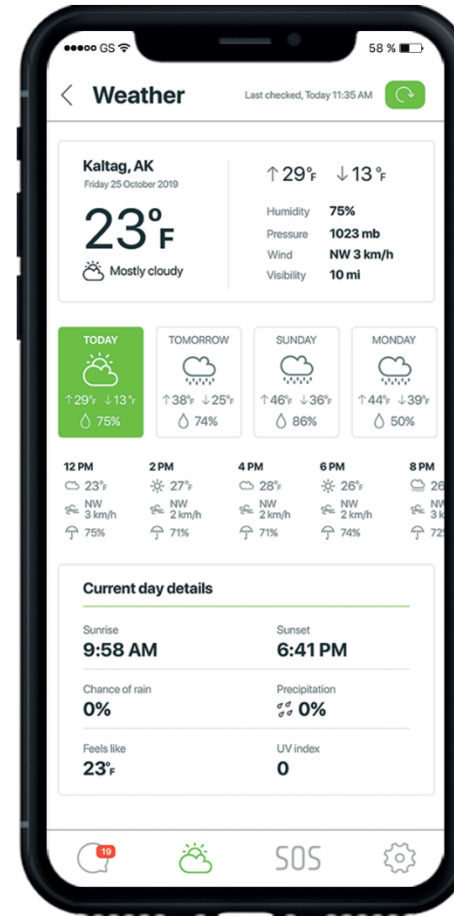 GS 58 %
Weather Last checked, Today 11:35 AM
Kaltag, AK
Friday 25 October 2019
23°F
Mostly cloudy
↑29°F ↓13°F
Humidity 75%
Pressure 1023 mb
Wind NW 3 km/h
Visibility 10 mi
TODAY TOMORROW SUNDAY MONDAY
↑29°F ↓13°F ↑38°F ↓25°F ↑46°F ↓36°F ↑44°F ↓39°F
75% 74% 86% 50%
12 PM 2 PM 4 PM 6 PM 8 PM
23°F 27°F 28°F 26°F 26
NW NW NW NW NW
3 km/h 2 km/h 2 km/h 2 km/h 3 k
75% 71% 71% 74% 72
Current day details
Sunrise Sunset
9:58 AM 6:41 PM
Chance of rain Precipitation
0% 0%
Feels like UV index
23°F 0
19 SOS